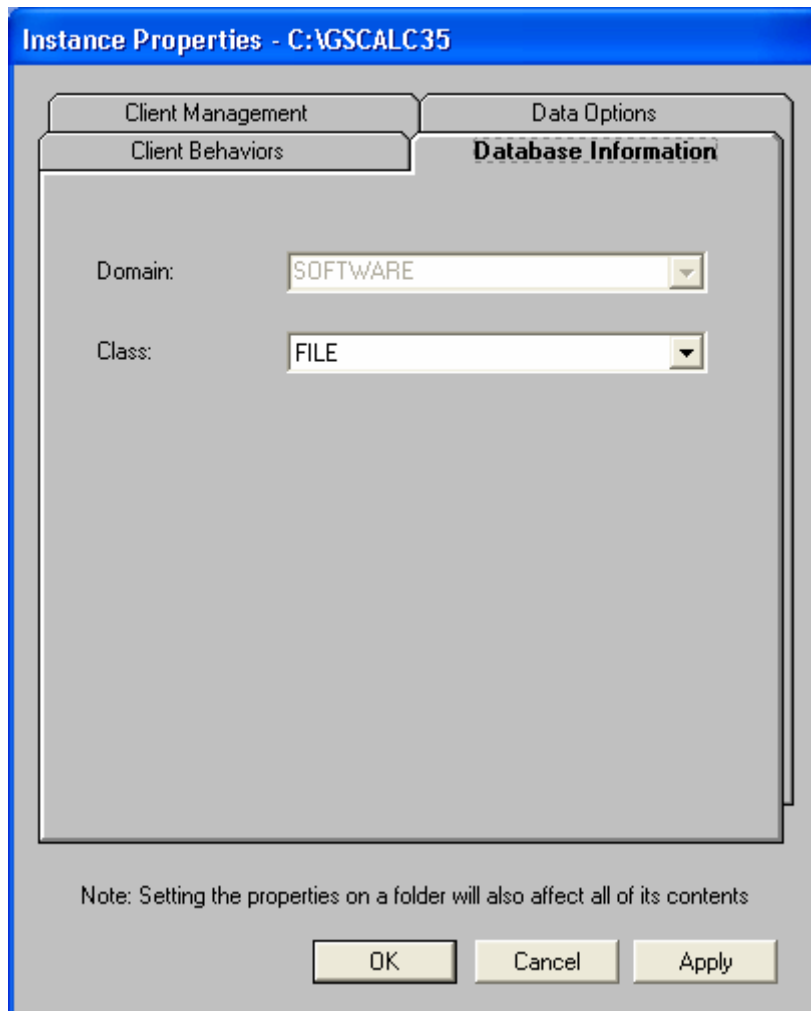 Instance Properties - C:\GSCALC35
Client Management Data Options
Client Behaviors Database Information
Domain: SOFTWARE
Class: FILE
Note: Setting the properties on a folder will also affect all of its contents
OK Cancel Apply